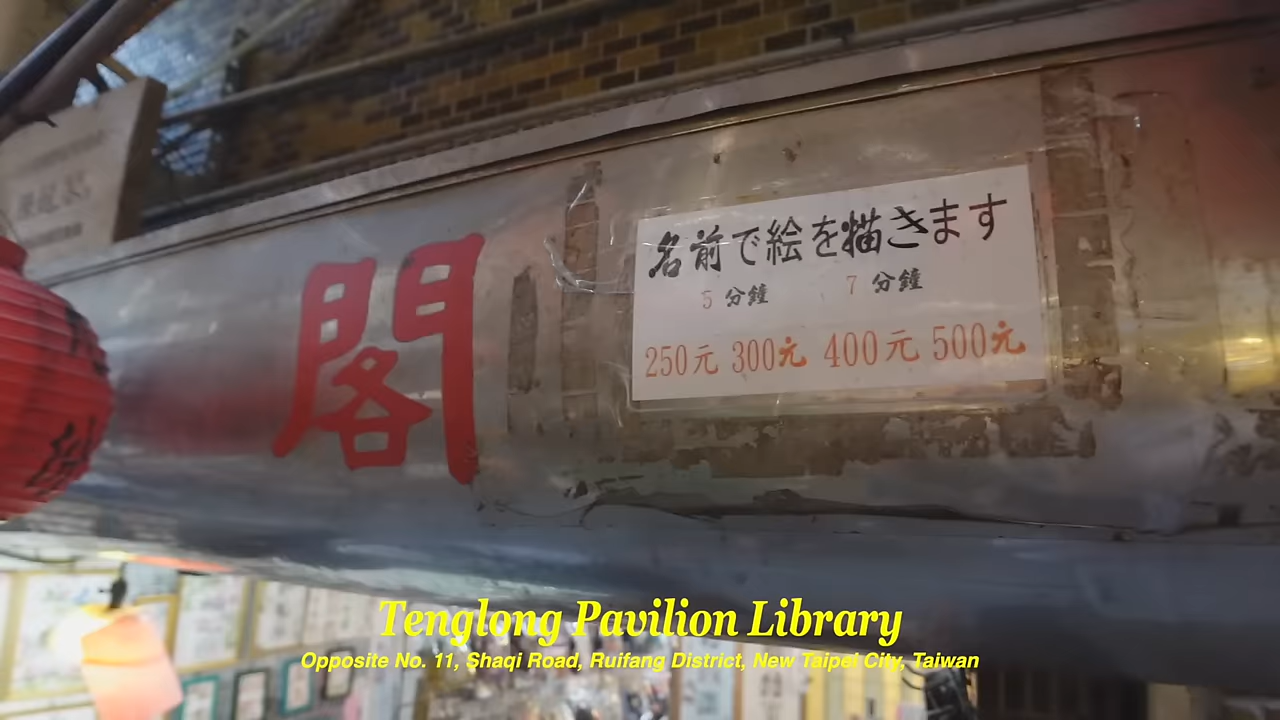 閣
名前で絵を描きます
5 分鐘 7 分鐘
250元 300元 400元 500元
Tenglong Pavilion Library
Opposite No. 11, Shaqi Road, Ruifang District, New Taipei City, Taiwan